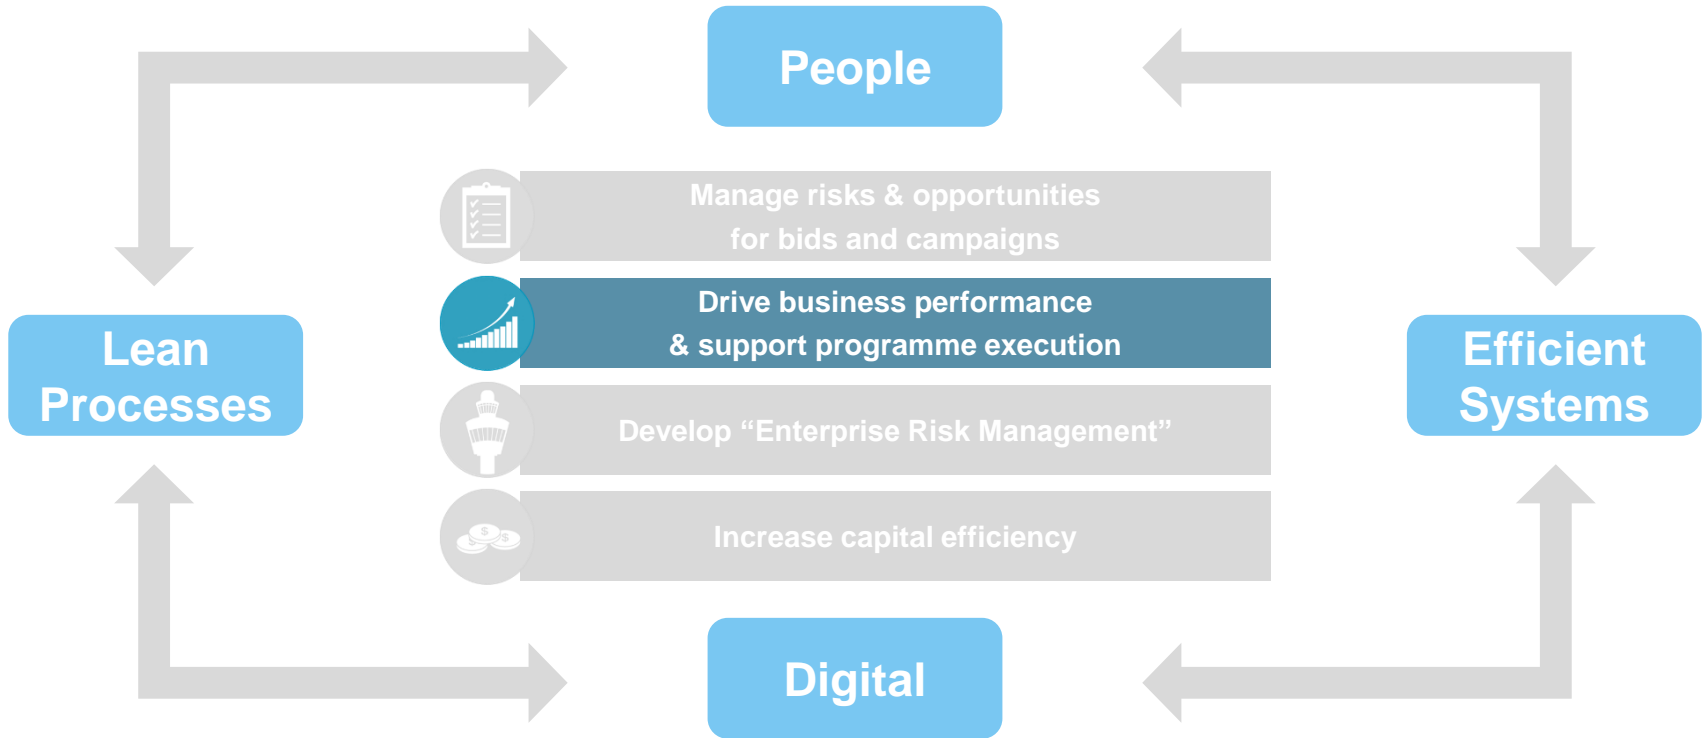 People
Manage risks & opportunities
for bids and campaigns
Drive business performance
& support programme execution
Lean
Processes
Efficient
Systems
Develop “Enterprise Risk Management”
Increase capital efficiency
$
$
$
Digital